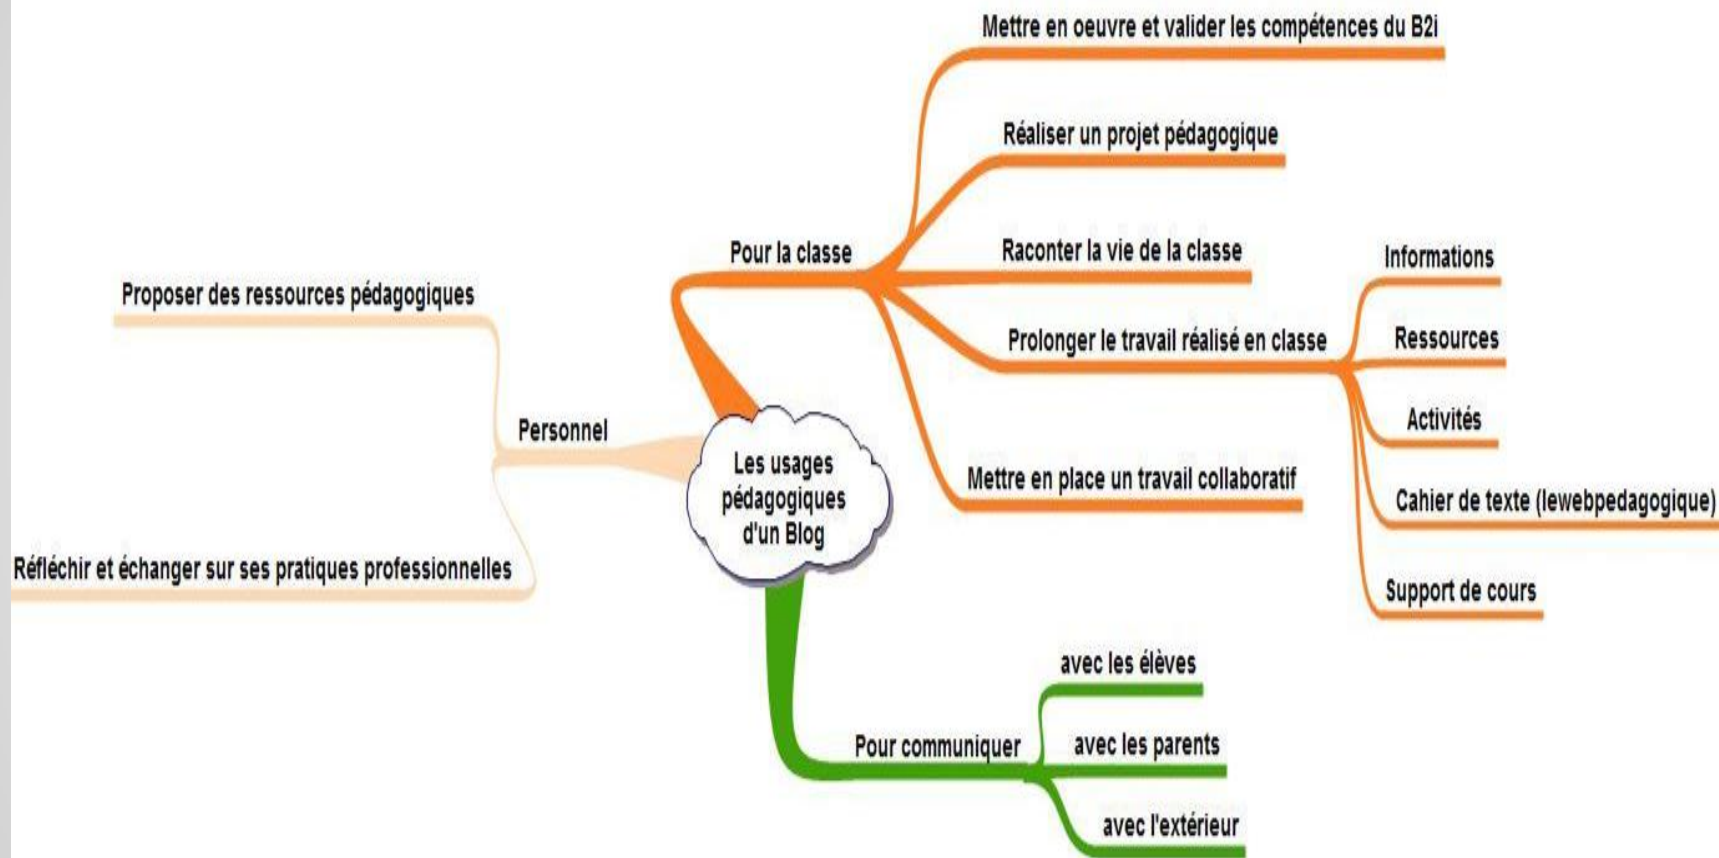 Les usages
pédagogiques
d'un Blog
Pour la classe
Mettre en oeuvre et valider les compétences du B2i
Réaliser un projet pédagogique
Raconter la vie de la classe
Prolonger le travail réalisé en classe
Informations
Ressources
Activités
Cahier de texte (lewebpedagogique)
Support de cours
Mettre en place un travail collaboratif
Pour communiquer
avec les élèves
avec les parents
avec l'extérieur
Personnel
Proposer des ressources pédagogiques
Réfléchir et échanger sur ses pratiques professionnelles